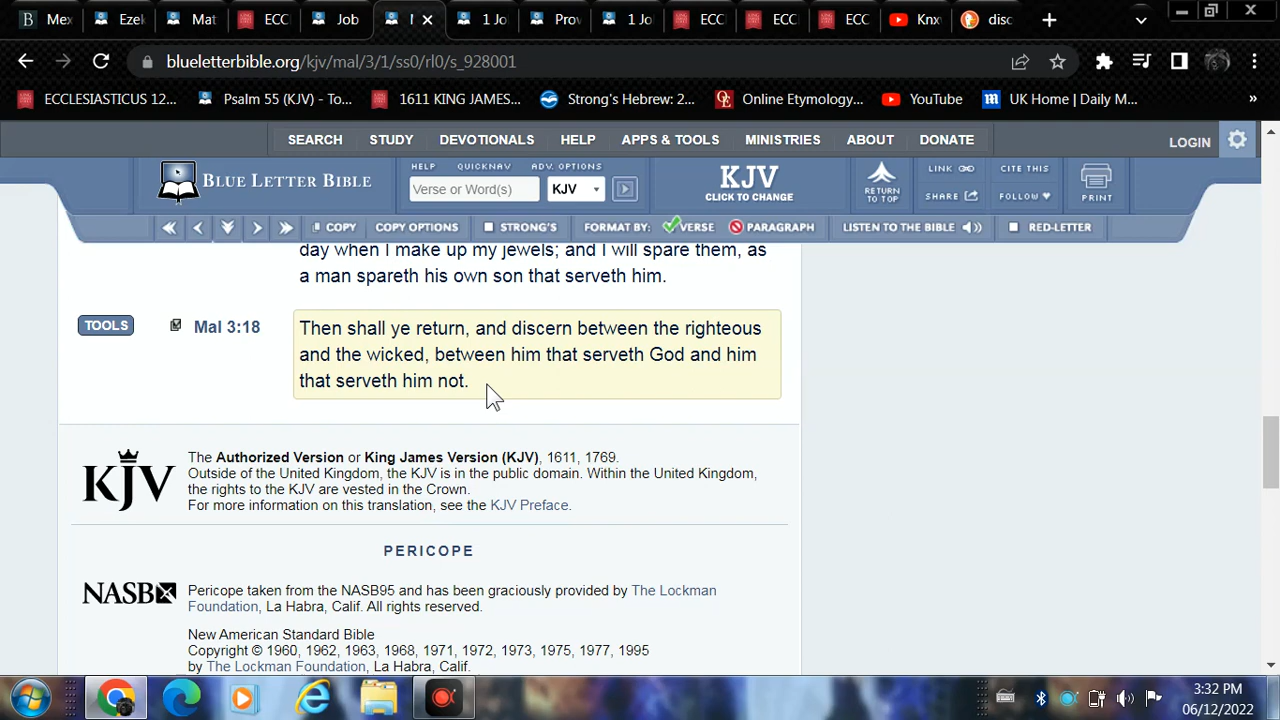 Mex
Ezek
Mat
ECC
Job
1 Jo
Pro
1 Jo
ECC
ECC
ECC
Knx
disc
blueletterbible.org/kjv/mal/3/1/ss0/rl0/s_928001
ECCLESIASTICUS 12...
Psalm 55 (KJV) - To...
1611 KING JAMES...
Strong's Hebrew: 2...
Online Etymology...
YouTube
UK Home | Daily M...
»
SEARCH STUDY DEVOTIONALS HELP APPS & TOOLS MINISTRIES ABOUT DONATE LOGIN
BLUE LETTER BIBLE
HELP QUICKNAV ADV. OPTIONS
Verse or Word(s) KJV
KJV
CLICK TO CHANGE
RETURN
TO TOP
LINK
CITE THIS
SHARE
FOLLOW
PRINT
COPY COPY OPTIONS STRONG'S FORMAT BY: VERSE PARAGRAPH LISTEN TO THE BIBLE RED-LETTER
day when I make up my jewels; and I will spare them, as
a man spareth his own son that serveth him.
TOOLS Mal 3:18 Then shall ye return, and discern between the righteous
and the wicked, between him that serveth God and him
that serveth him not.
KJV
The Authorized Version or King James Version (KJV), 1611, 1769.
Outside of the United Kingdom, the KJV is in the public domain. Within the United Kingdom,
the rights to the KJV are vested in the Crown.
For more information on this translation, see the KJV Preface.
PERICOPE
NASB
Pericope taken from the NASB95 and has been graciously provided by The Lockman
Foundation, La Habra, Calif. All rights reserved.
New American Standard Bible
Copyright © 1960, 1962, 1963, 1968, 1971, 1972, 1973, 1975, 1977, 1995
by The Lockman Foundation, La Habra, Calif.
3:32 PM
06/12/2022